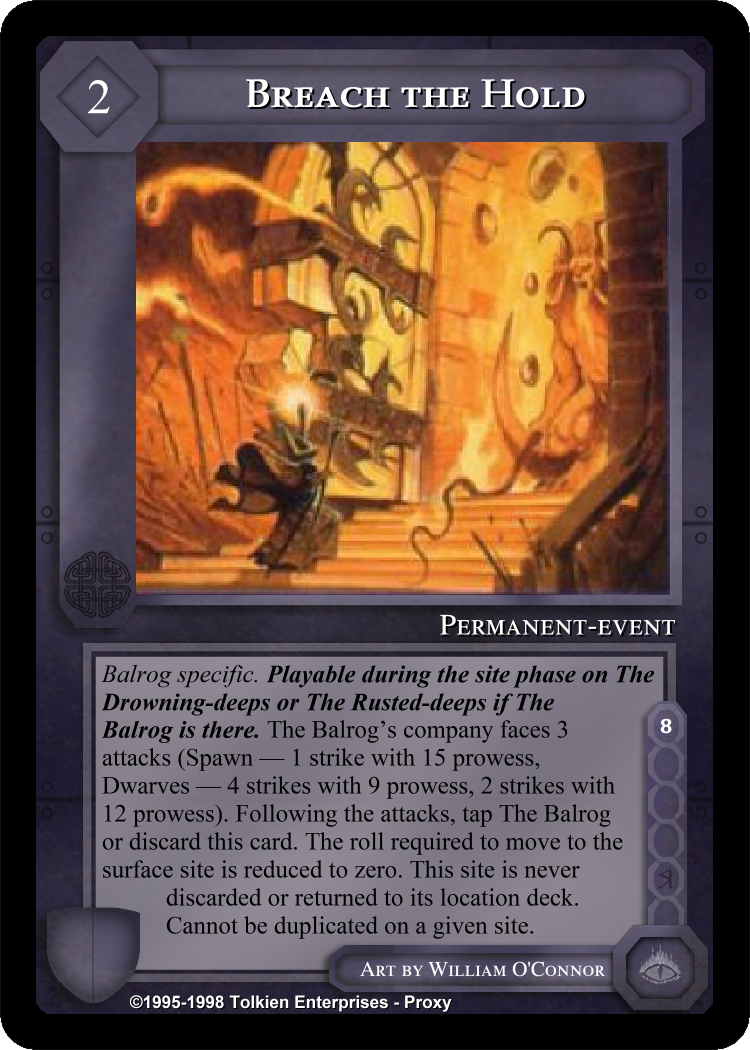 2
Breach the Hold
Permanent-event
Balrog specific. Playable during the site phase on The
Drowning-deeps or The Rusted-deeps if The
Balrog is there. The Balrog's company faces 3
attacks (Spawn — 1 strike with 15 prowess,
Dwarves — 4 strikes with 9 prowess, 2 strikes with
12 prowess). Following the attacks, tap The Balrog
or discard this card. The roll required to move to the
surface site is reduced to zero. This site is never
discarded or returned to its location deck.
Cannot be duplicated on a given site.
8
Art by William O'Connor
©1995-1998 Tolkien Enterprises - Proxy